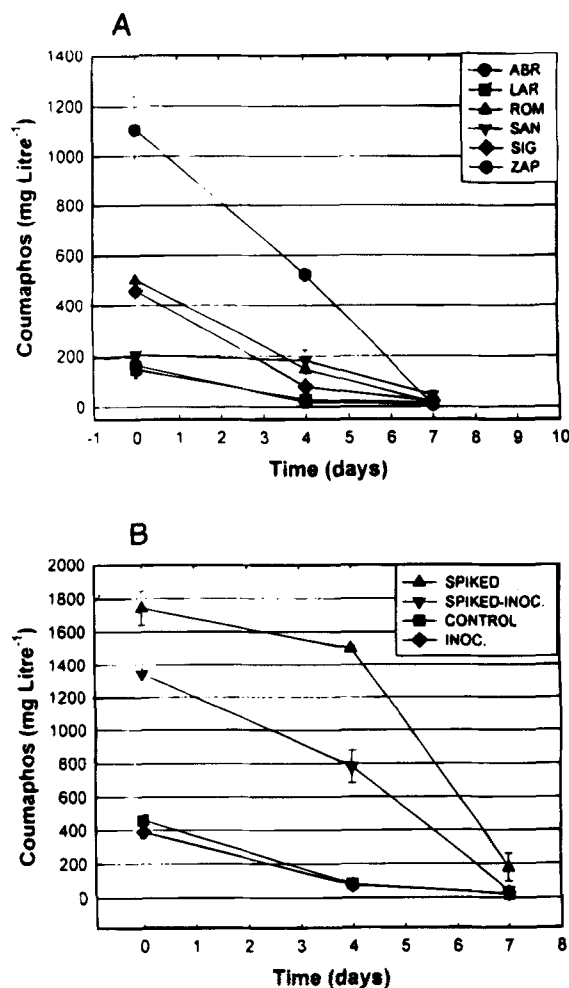 A
1400
1200
1000
800
600
400
200
0
Coumaphos (mg Litre⁻¹)
ABR
LAR
ROM
SAN
SIG
ZAP
-1 0 1 2 3 4 5 6 7 8 9 10
Time (days)
B
2000
1800
1600
1400
1200
1000
800
600
400
200
0
Coumaphos (mg Litre⁻¹)
SPIKED
SPIKED-INOC.
CONTROL
INOC.
0 1 2 3 4 5 6 7 8
Time (days)